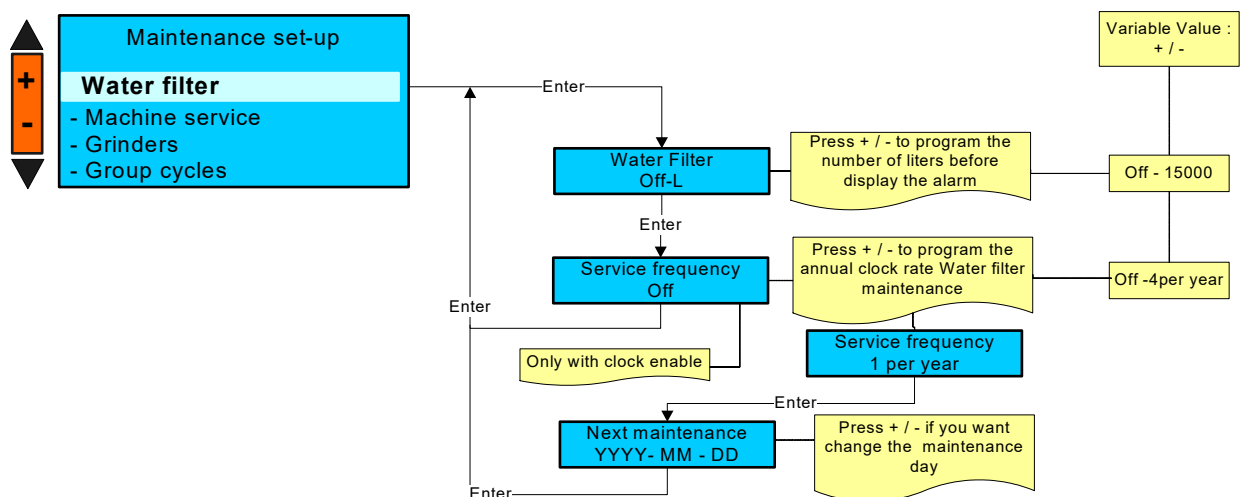 Maintenance set-up
+
-
Water filter
- Machine service
- Grinders
- Group cycles
Enter
Water Filter
Off-L
Press + / - to program the
number of liters before
display the alarm
Variable Value :
+ / -
Off - 15000
Enter
Service frequency
Off
Press + / - to program the
annual clock rate Water filter
maintenance
Off -4per year
Enter
Only with clock enable
Service frequency
1 per year
Enter
Next maintenance
YYYY- MM - DD
Press + / - if you want
change the maintenance
day
Enter